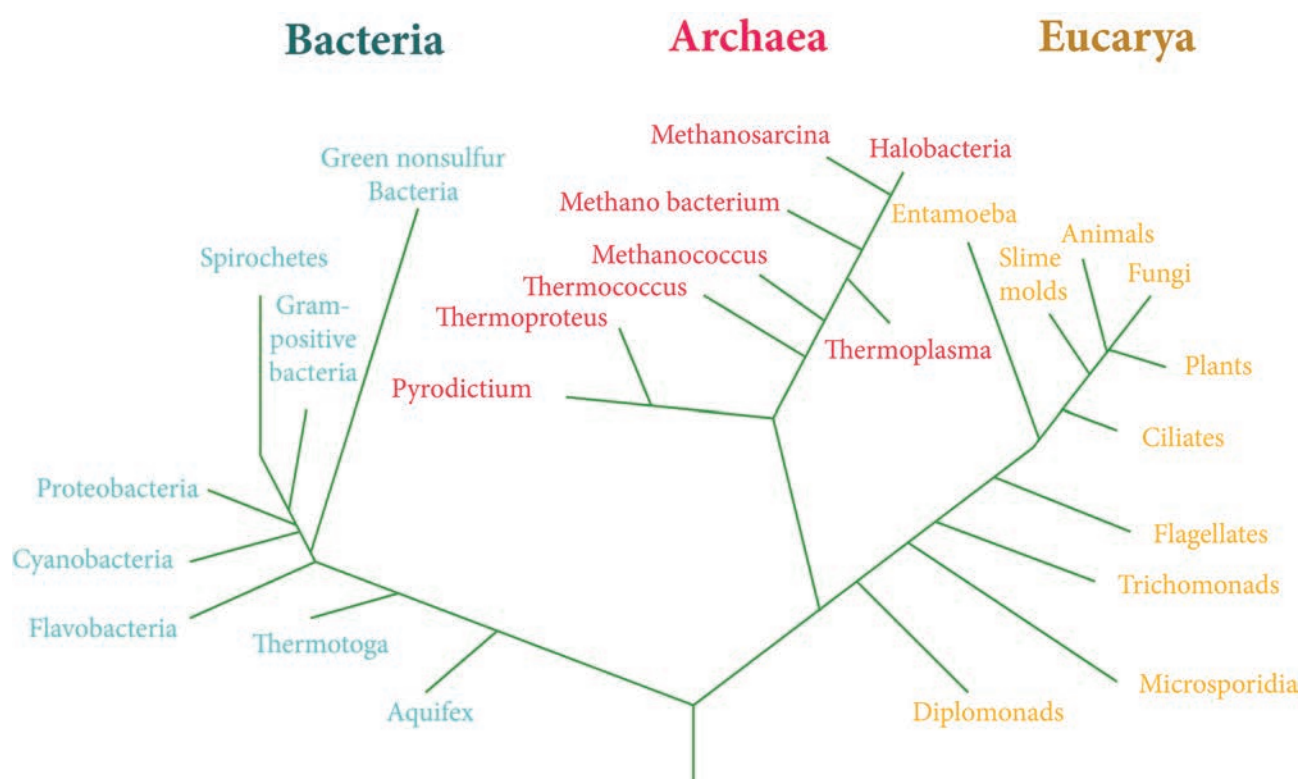 Bacteria
Archaea
Eucarya
Green nonsulfur
Bacteria
Spirochetes
Gram-
positive
bacteria
Proteobacteria
Cyanobacteria
Flavobacteria
Thermotoga
Aquifex
Methanosarcina
Halobacteria
Methano bacterium
Methanococcus
Thermococcus
Thermoproteus
Thermoplasma
Pyrodictium
Entamoeba
Slime
molds
Animals
Fungi
Plants
Ciliates
Flagellates
Trichomonads
Microsporidia
Diplomonads